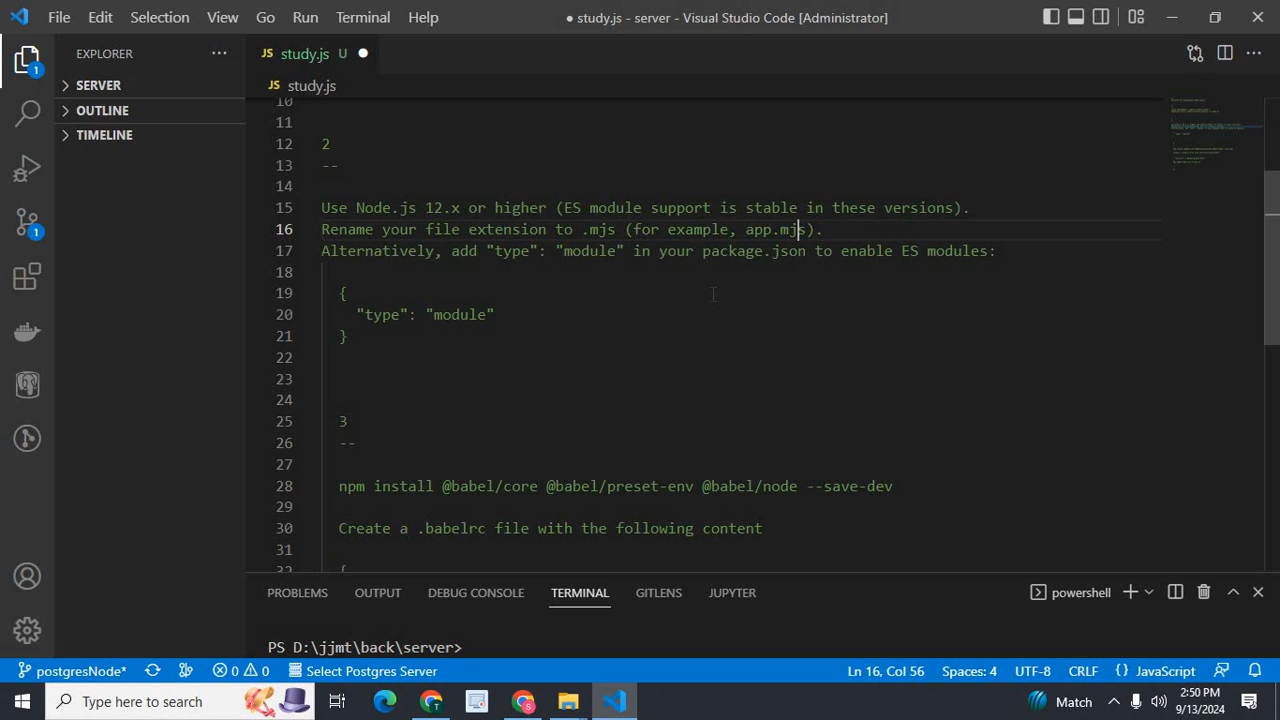 File Edit Selection View Go Run Terminal Help
● study.js - server - Visual Studio Code [Administrator]
EXPLORER
JS study.js U
SERVER
OUTLINE
TIMELINE
JS study.js
10
11
12 2
13 --
14
15 Use Node.js 12.x or higher (ES module support is stable in these versions).
16 Rename your file extension to .mjs (for example, app.mjs).
17 Alternatively, add "type": "module" in your package.json to enable ES modules:
18
19 {
20 "type": "module"
21 }
22
23
24
25 3
26 --
27
28 npm install @babel/core @babel/preset-env @babel/node --save-dev
29
30 Create a .babelrc file with the following content
31
32 {
PROBLEMS OUTPUT DEBUG CONSOLE TERMINAL GITLENS JUPYTER
powershell
PS D:\jjmt\back\server>
1
1
postgresNode* 0 0 Select Postgres Server
Ln 16, Col 56 Spaces: 4 UTF-8 CRLF {} JavaScript
Type here to search
Match
2:50 PM
9/13/2024